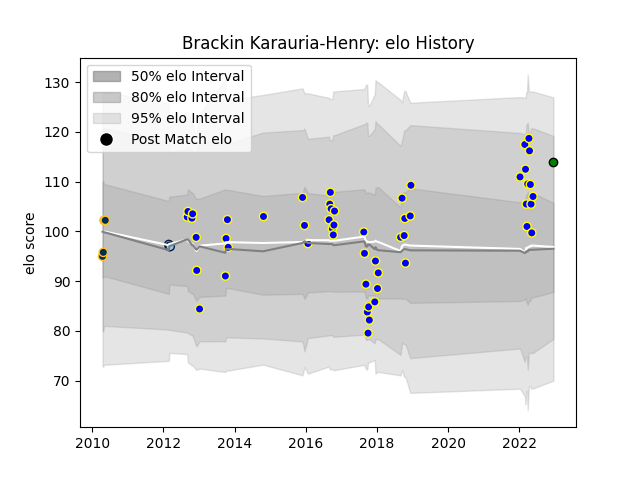 Brackin Karauria-Henry: elo History
50% elo Interval
80% elo Interval
95% elo Interval
Post Match elo
elo score
130
120
110
100
90
80
70
2010 2012 2014 2016 2018 2020 2022